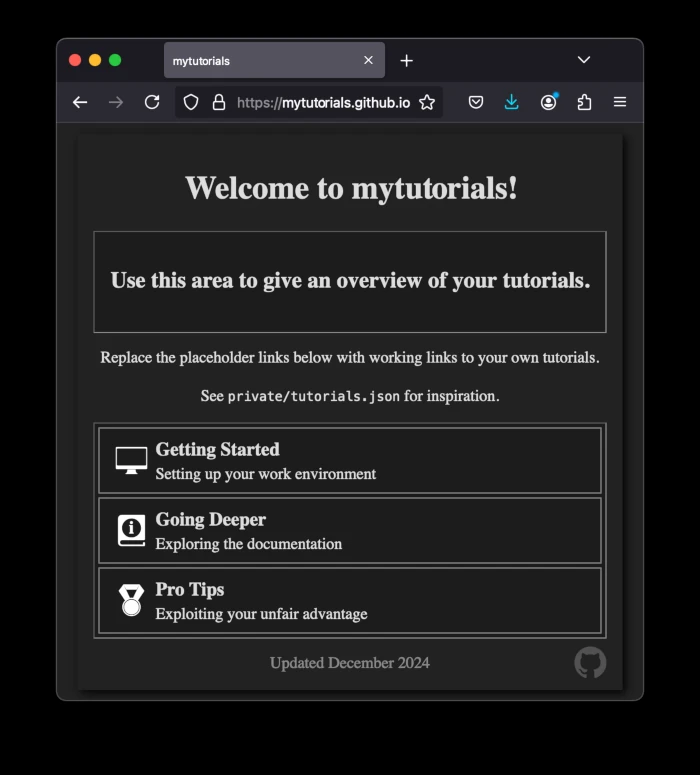 mytutorials
https://mytutorials.github.io
Welcome to mytutorials!
Use this area to give an overview of your tutorials.
Replace the placeholder links below with working links to your own tutorials.
See private/tutorials.json for inspiration.
Getting Started
Setting up your work environment
Going Deeper
Exploring the documentation
Pro Tips
Exploiting your unfair advantage
Updated December 2024